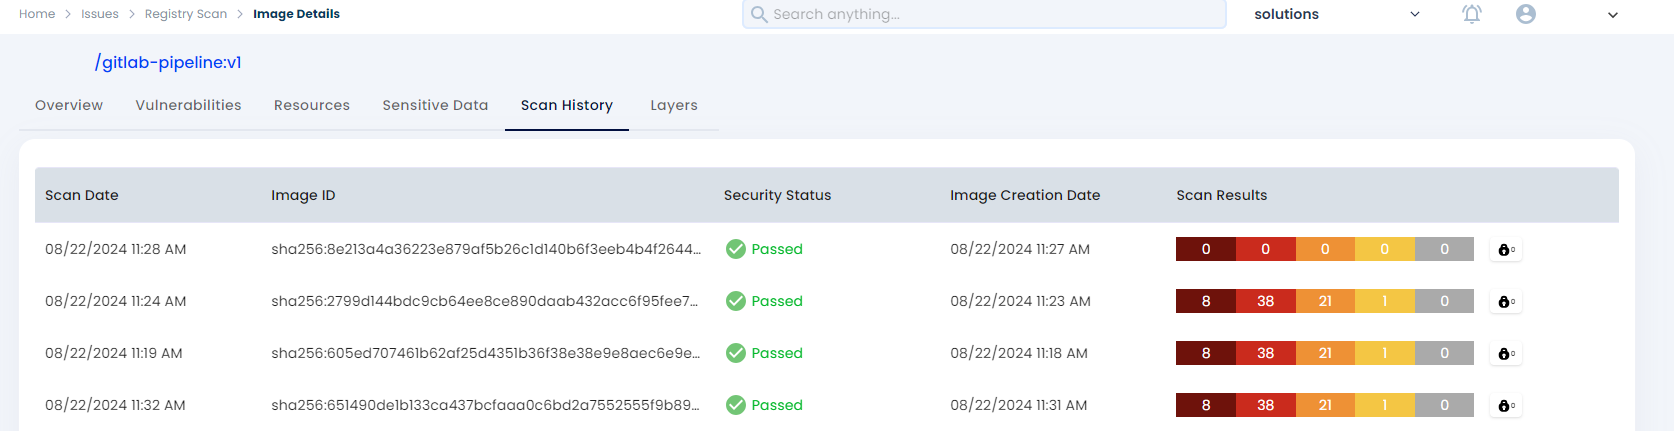 Home > Issues > Registry Scan > Image Details Search anything... solutions
/gitlab-pipeline:v1
Overview Vulnerabilities Resources Sensitive Data Scan History Layers
Scan Date Image ID Security Status Image Creation Date Scan Results
08/22/2024 11:28 AM sha256:8e213a4a36223e879af5b26c1d140b6f3eeb4b4f2644... Passed 08/22/2024 11:27 AM 0 0 0 0 0 0
08/22/2024 11:24 AM sha256:2799d144bdc9cb64ee8ce890daab432acc6f95fee7... Passed 08/22/2024 11:23 AM 8 38 21 1 0 0
08/22/2024 11:19 AM sha256:605ed707461b62af25d4351b36f38e38e9e8aec6e9e... Passed 08/22/2024 11:18 AM 8 38 21 1 0 0
08/22/2024 11:32 AM sha256:651490de1b133ca437bcfaaa0c6bd2a7552555f9b89... Passed 08/22/2024 11:31 AM 8 38 21 1 0 0